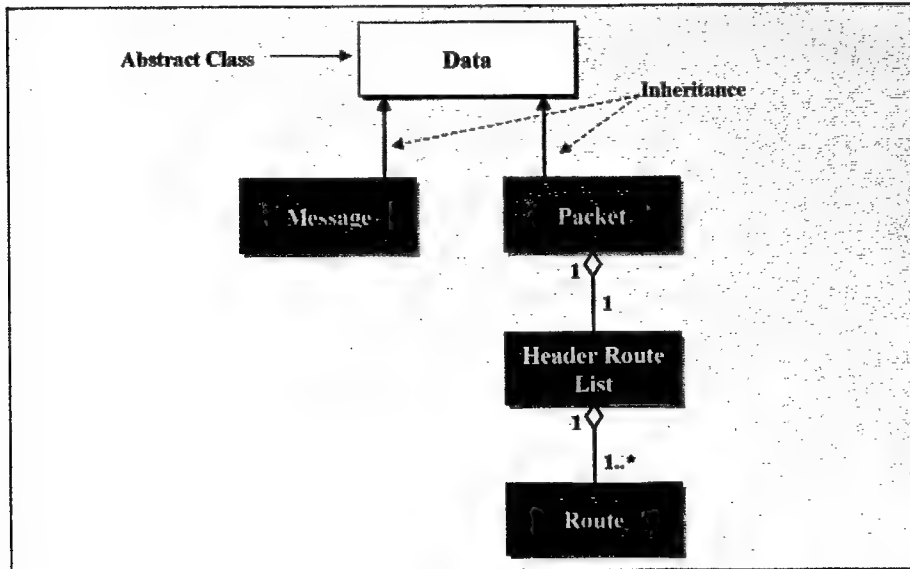 Abstract Class
Data
Inheritance
Message
Packet
1
1
Header Route
List
1
1..*
Route